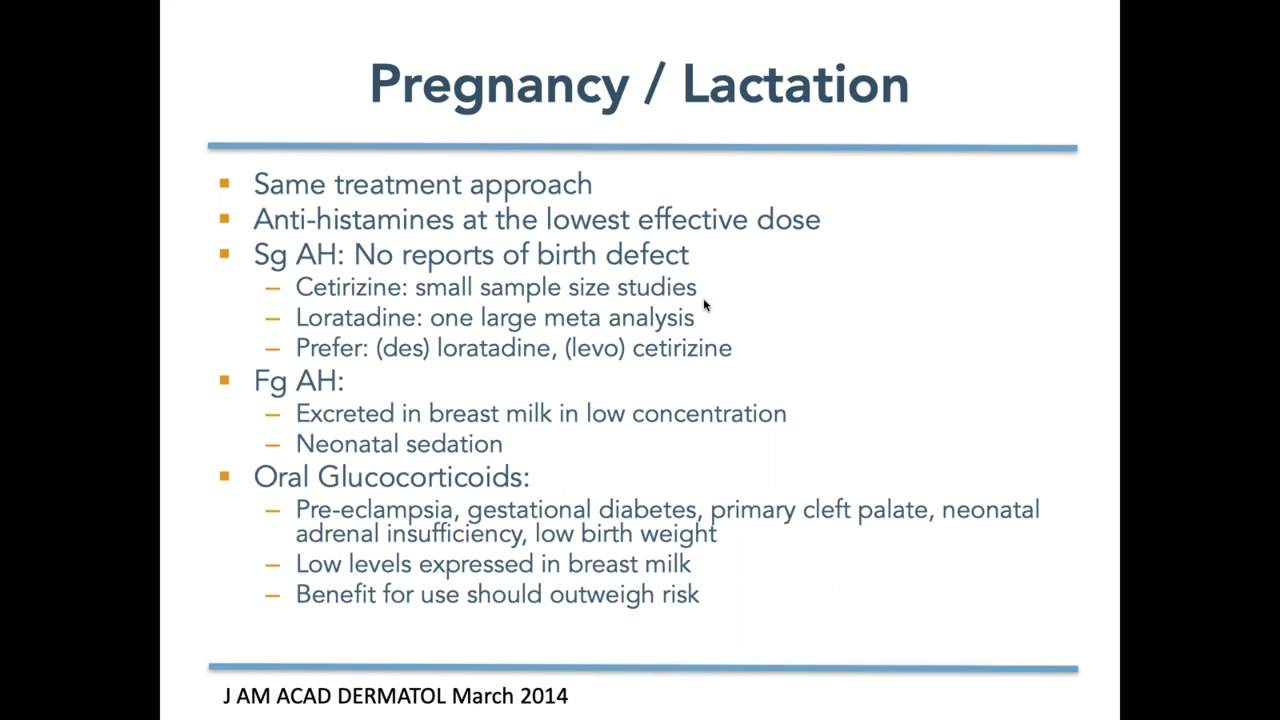 Pregnancy / Lactation
Same treatment approach
Anti-histamines at the lowest effective dose
Sg AH: No reports of birth defect
– Cetirizine: small sample size studies
– Loratadine: one large meta analysis
– Prefer: (des) loratadine, (levo) cetirizine
Fg AH:
– Excreted in breast milk in low concentration
– Neonatal sedation
Oral Glucocorticoids:
– Pre-eclampsia, gestational diabetes, primary cleft palate, neonatal
adrenal insufficiency, low birth weight
– Low levels expressed in breast milk
– Benefit for use should outweigh risk
J AM ACAD DERMATOL March 2014